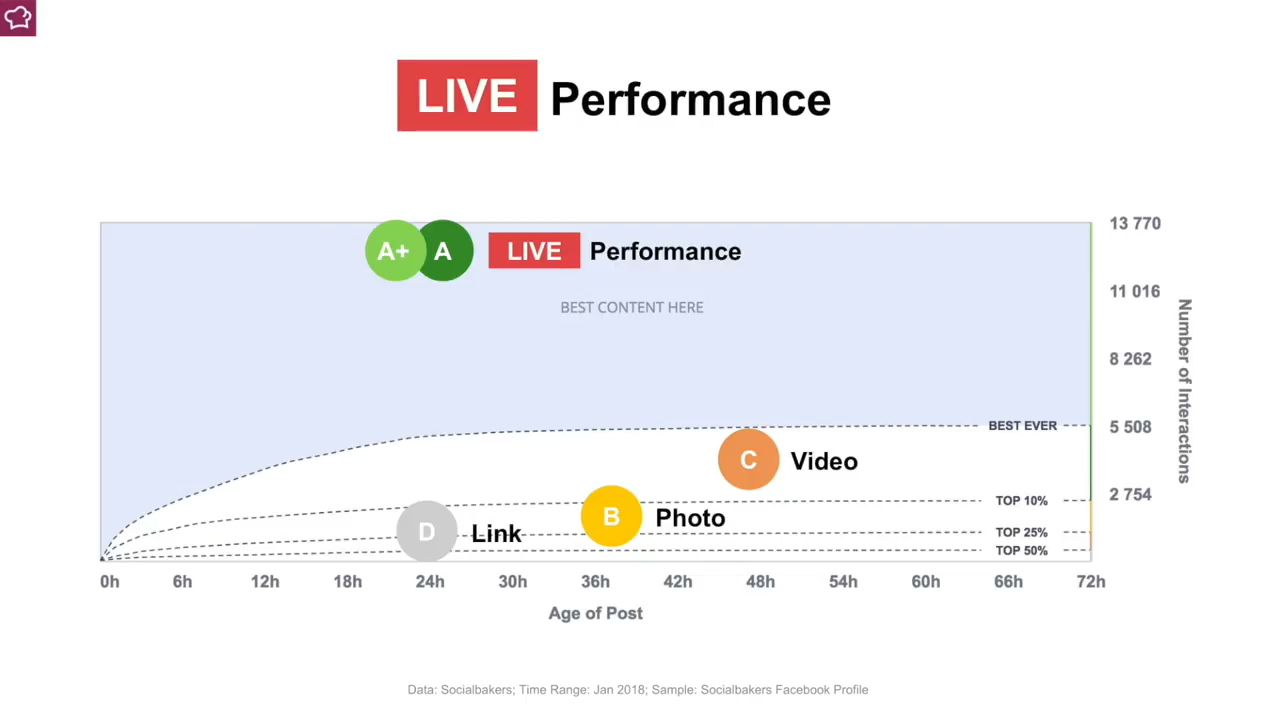 LIVE Performance
A+ A LIVE Performance
BEST CONTENT HERE
13 770
11 016
8 262
5 508
2 754
Number of Interactions
BEST EVER
TOP 10%
TOP 25%
TOP 50%
C Video
B Photo
D Link
0h 6h 12h 18h 24h 30h 36h 42h 48h 54h 60h 66h 72h
Age of Post
Data: Socialbakers; Time Range: Jan 2018; Sample: Socialbakers Facebook Profile